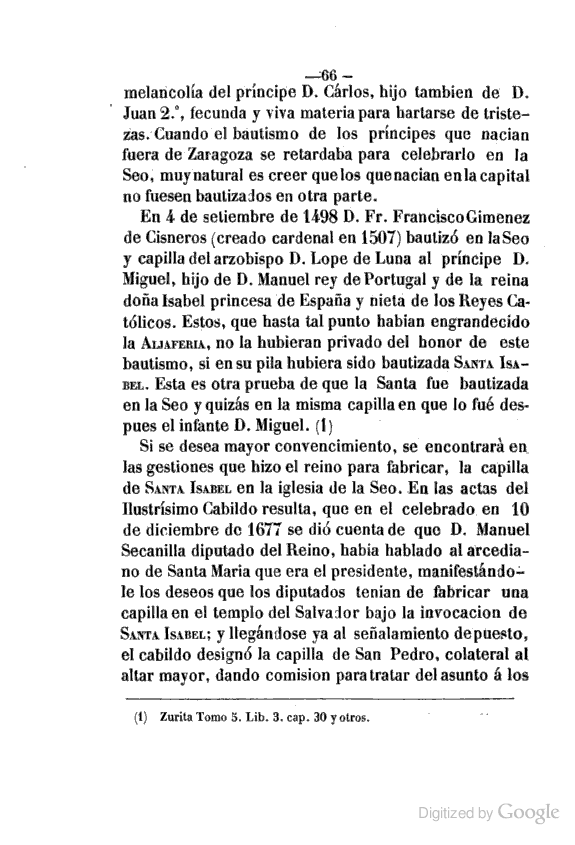 —66—
melancolía del príncipe D. Cárlos, hijo tambien de D.
Juan 2.º, fecunda y viva materia para hartarse de triste-
zas. Cuando el bautismo de los príncipes que nacian
fuera de Zaragoza se retardaba para celebrarlo en la
Seo, muy natural es creer que los que nacian en la capital
no fuesen bautizados en otra parte.
En 4 de setiembre de 1498 D. Fr. Francisco Gimenez
de Cisneros (creado cardenal en 1507) bautizó en la Seo
y capilla del arzobispo D. Lope de Luna al príncipe D.
Miguel, hijo de D. Manuel rey de Portugal y de la reina
doña Isabel princesa de España y nieta de los Reyes Ca-
tólicos. Estos, que hasta tal punto habian engrandecido
la ALJAFERIA, no la hubieran privado del honor de este
bautismo, si en su pila hubiera sido bautizada SANTA ISA-
BEL. Esta es otra prueba de que la Santa fue bautizada
en la Seo y quizás en la misma capilla en que lo fué des-
pues el infante D. Miguel. (1)
Si se desea mayor convencimiento, se encontrará en
las gestiones que hizo el reino para fabricar, la capilla
de SANTA ISABEL en la iglesia de la Seo. En las actas del
Ilustrísimo Cabildo resulta, que en el celebrado en 10
de diciembre de 1677 se dió cuenta de que D. Manuel
Secanilla diputado del Reino, habia hablado al arcedia-
no de Santa Maria que era el presidente, manifestándo-
le los deseos que los diputados tenian de fabricar una
capilla en el templo del Salvador bajo la invocacion de
SANTA ISABEL; y llegándose ya al señalamiento de puesto,
el cabildo designó la capilla de San Pedro, colateral al
altar mayor, dando comision para tratar del asunto á los
(1) Zurita Tomo 5. Lib. 3. cap. 30 y otros.
Digitized by Google